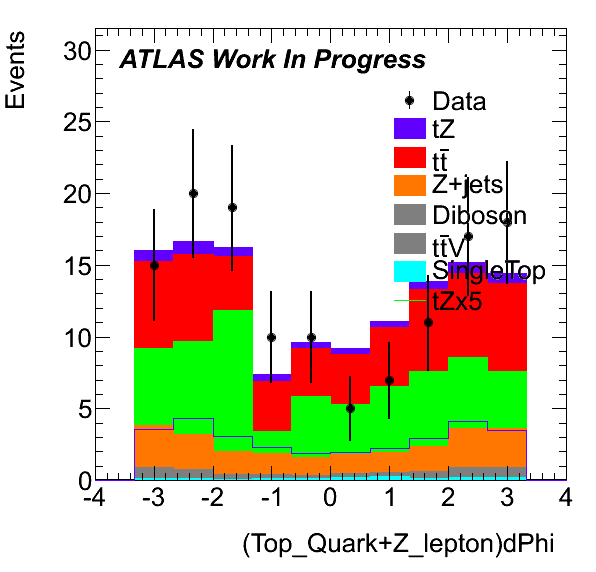 Events
ATLAS Work In Progress
Data
tZ
tt̄
Z+jets
Diboson
tt̄V
SingleTop
tZx5
30
25
20
15
10
5
0
-4 -3 -2 -1 0 1 2 3 4
(Top_Quark+Z_lepton)dPhi